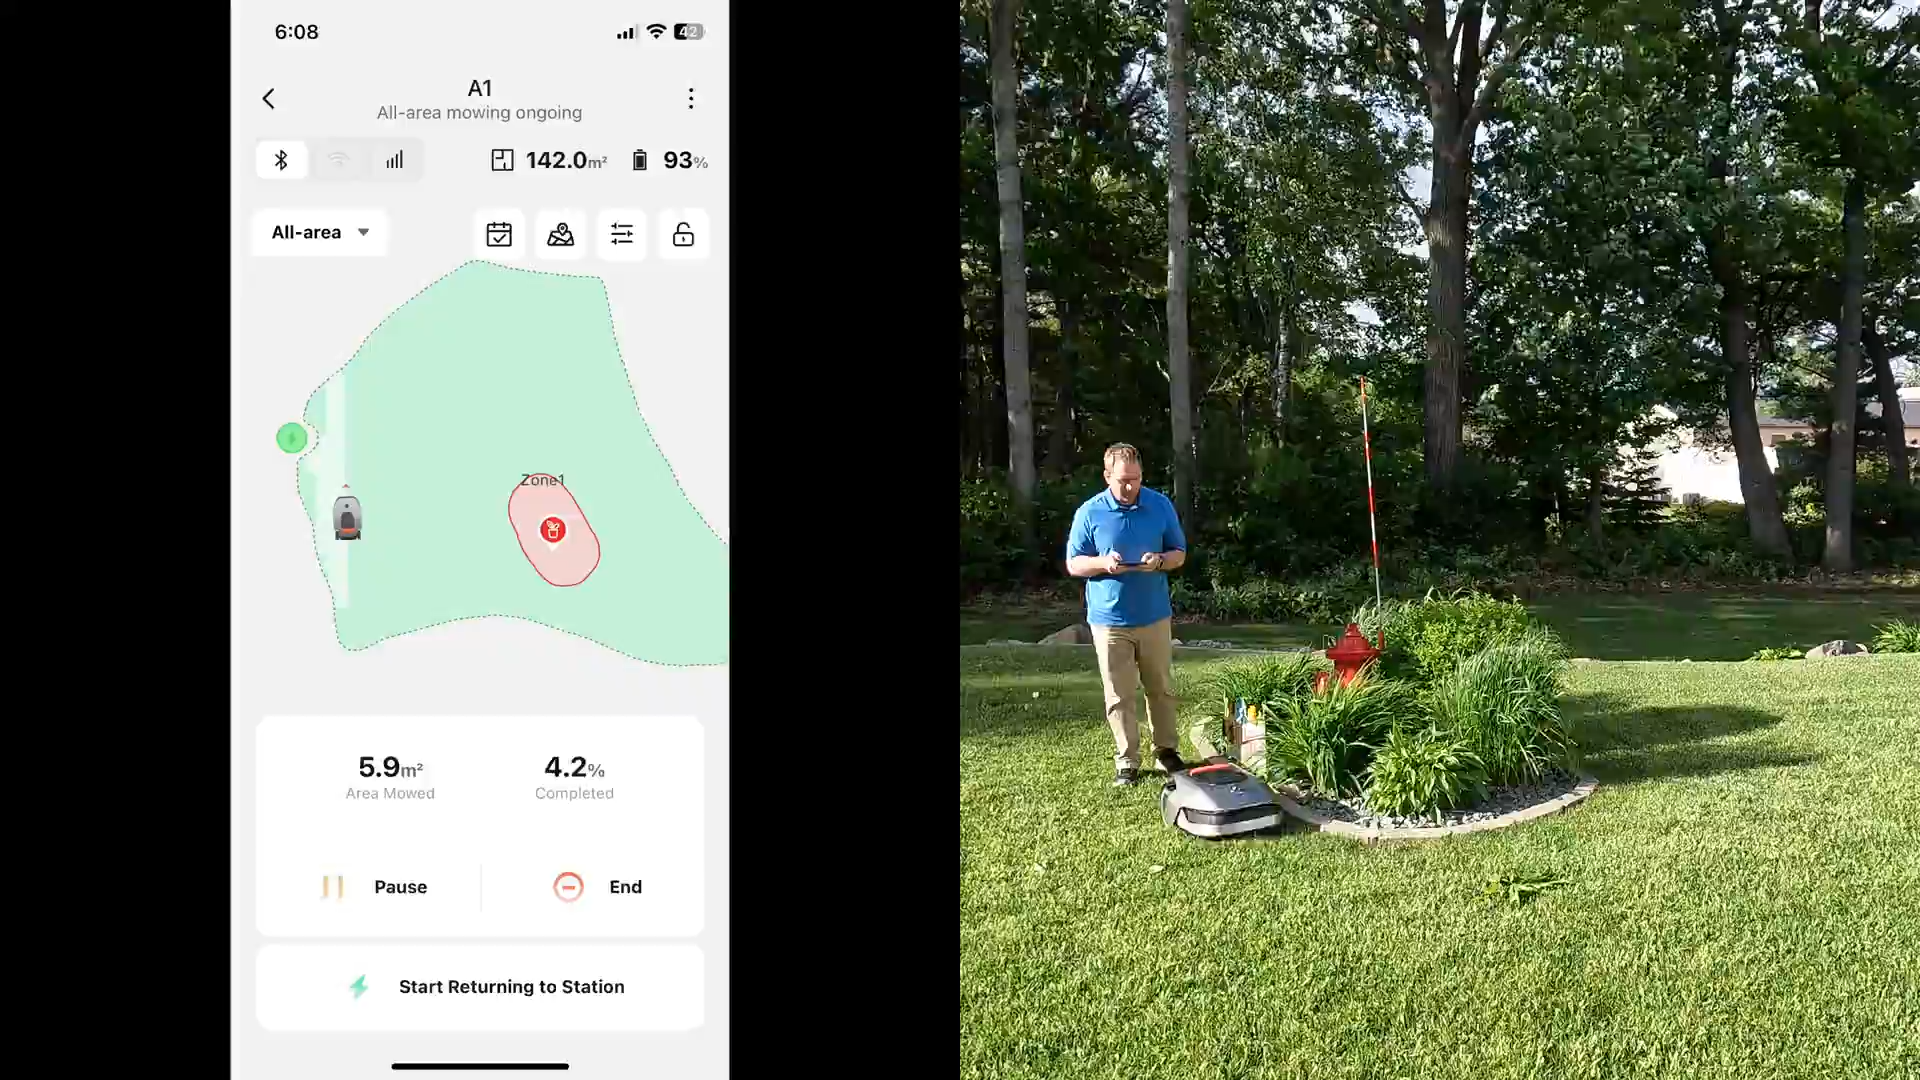 6:08
42
A1
All-area mowing ongoing
142.0m²
93%
All-area
Zone1
5.9m²
4.2%
Area Mowed
Completed
Pause
End
Start Returning to Station